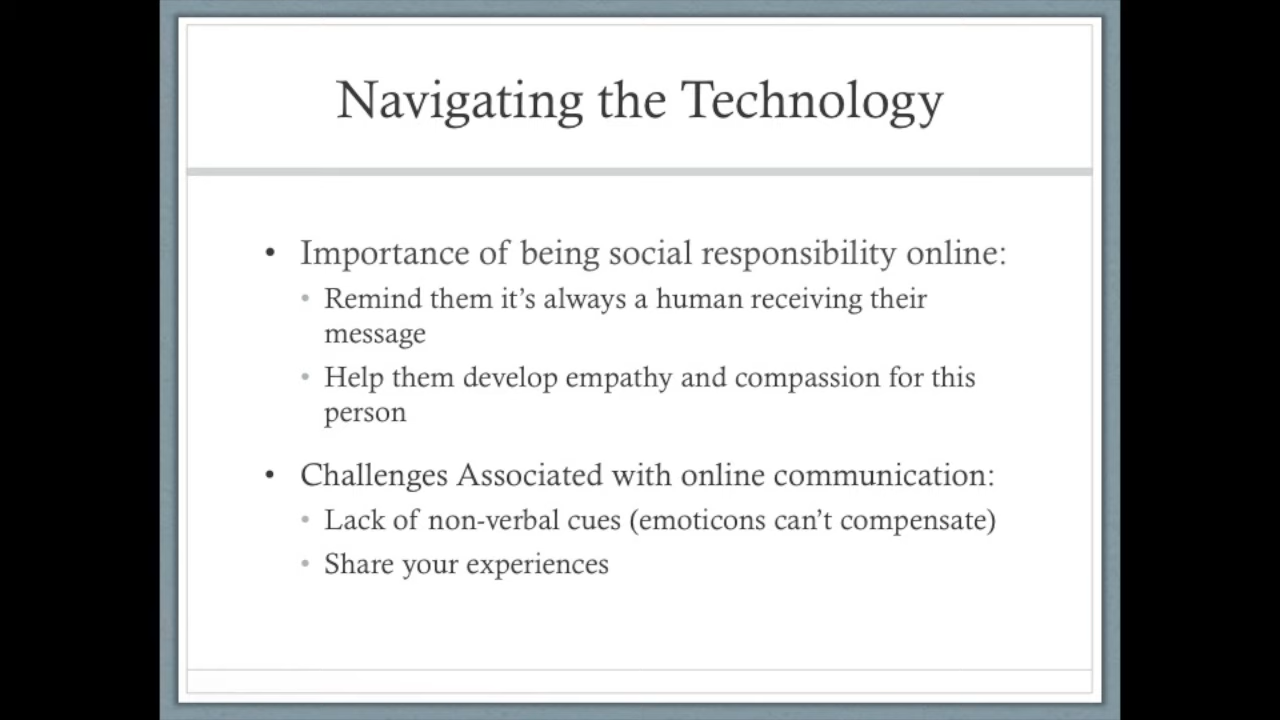 Navigating the Technology
• Importance of being social responsibility online:
• Remind them it’s always a human receiving their
message
• Help them develop empathy and compassion for this
person
• Challenges Associated with online communication:
• Lack of non-verbal cues (emoticons can’t compensate)
• Share your experiences